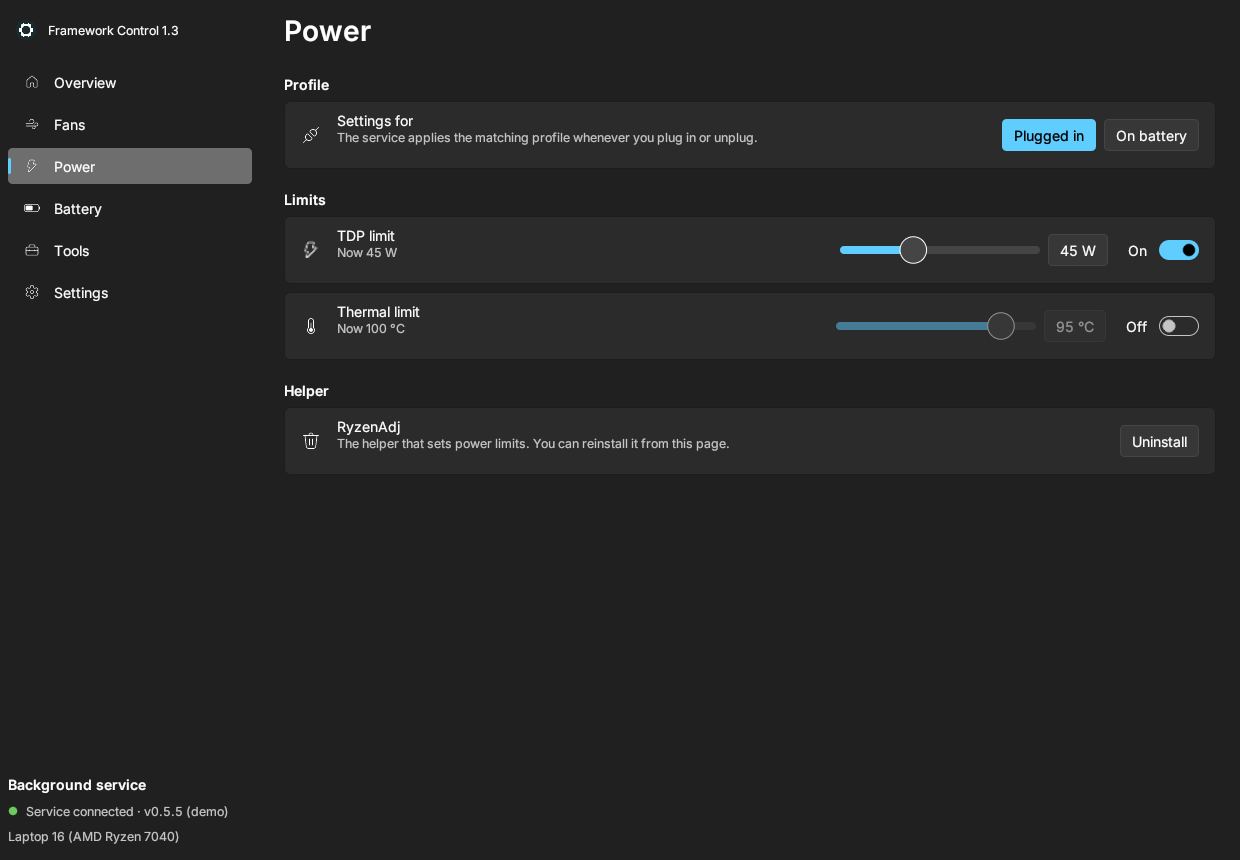 Framework Control 1.3
Overview
Fans
Power
Battery
Tools
Settings
Background service
Service connected · v0.5.5 (demo)
Laptop 16 (AMD Ryzen 7040)
Power
Profile
Settings for
The service applies the matching profile whenever you plug in or unplug.
Plugged in
On battery
Limits
TDP limit
Now 45 W
45 W
On
Thermal limit
Now 100 °C
95 °C
Off
Helper
RyzenAdj
The helper that sets power limits. You can reinstall it from this page.
Uninstall